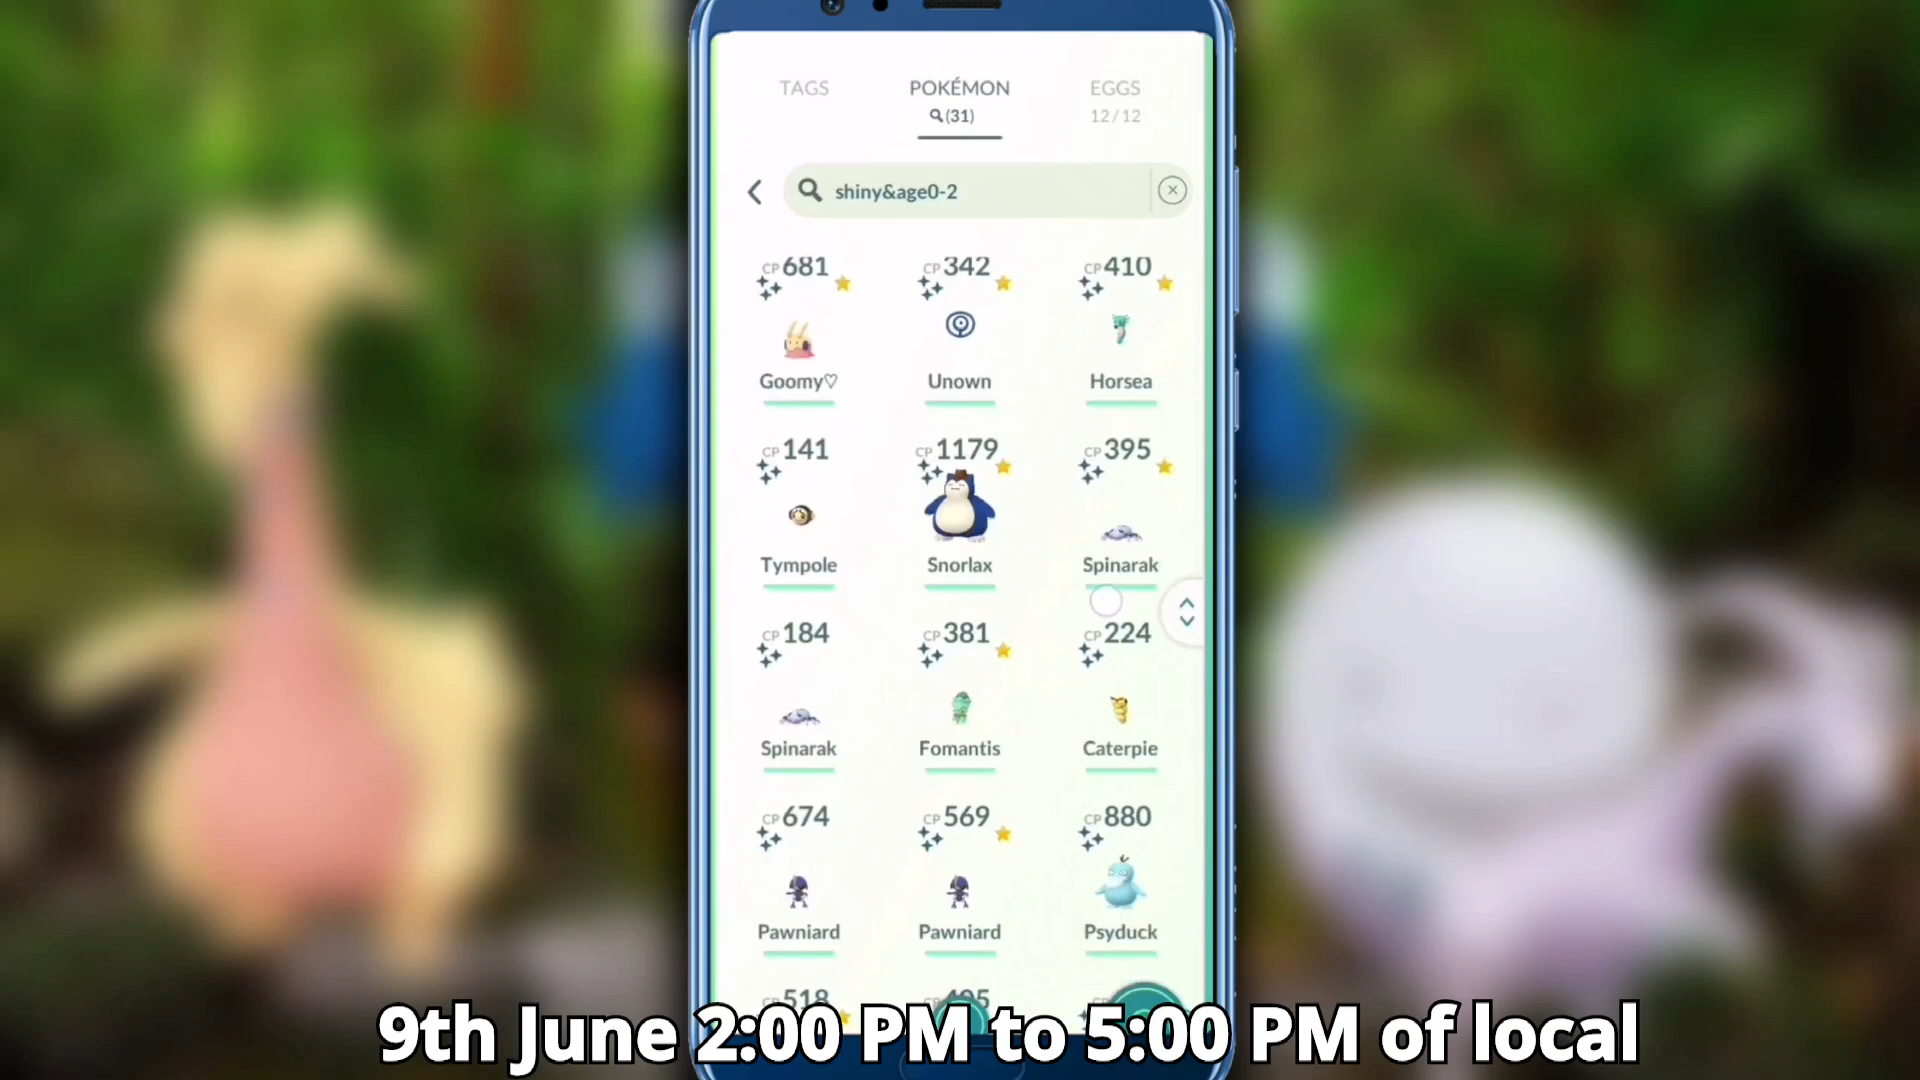 TAGS POKÉMON EGGS
(31) 12 / 12
shiny&age0-2
CP681 CP342 CP410
Goomy♡ Unown Horsea
CP141 CP1179 CP395
Tympole Snorlax Spinarak
CP184 CP381 CP224
Spinarak Fomantis Caterpie
CP674 CP569 CP880
Pawniard Pawniard Psyduck
CP518 CP
9th June 2:00 PM to 5:00 PM of local